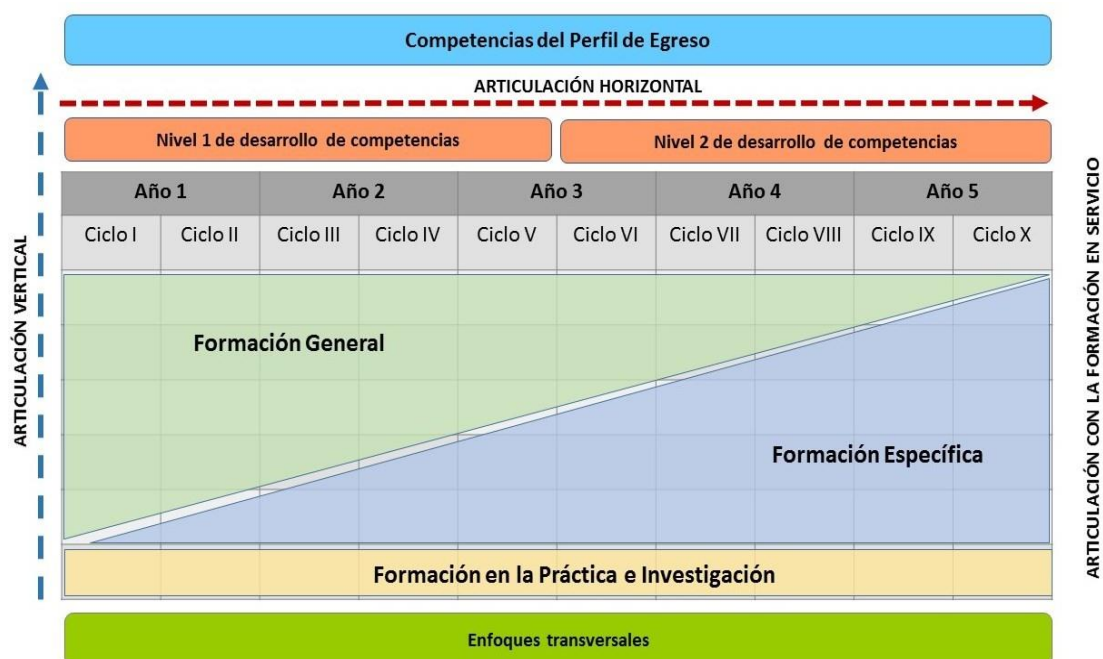 Competencias del Perfil de Egreso
ARTICULACIÓN HORIZONTAL
Nivel 1 de desarrollo de competencias
Nivel 2 de desarrollo de competencias
Año 1
Año 2
Año 3
Año 4
Año 5
Ciclo I
Ciclo II
Ciclo III
Ciclo IV
Ciclo V
Ciclo VI
Ciclo VII
Ciclo VIII
Ciclo IX
Ciclo X
ARTICULACIÓN VERTICAL
Formación General
Formación Específica
Formación en la Práctica e Investigación
Enfoques transversales
ARTICULACIÓN CON LA FORMACIÓN EN SERVICIO